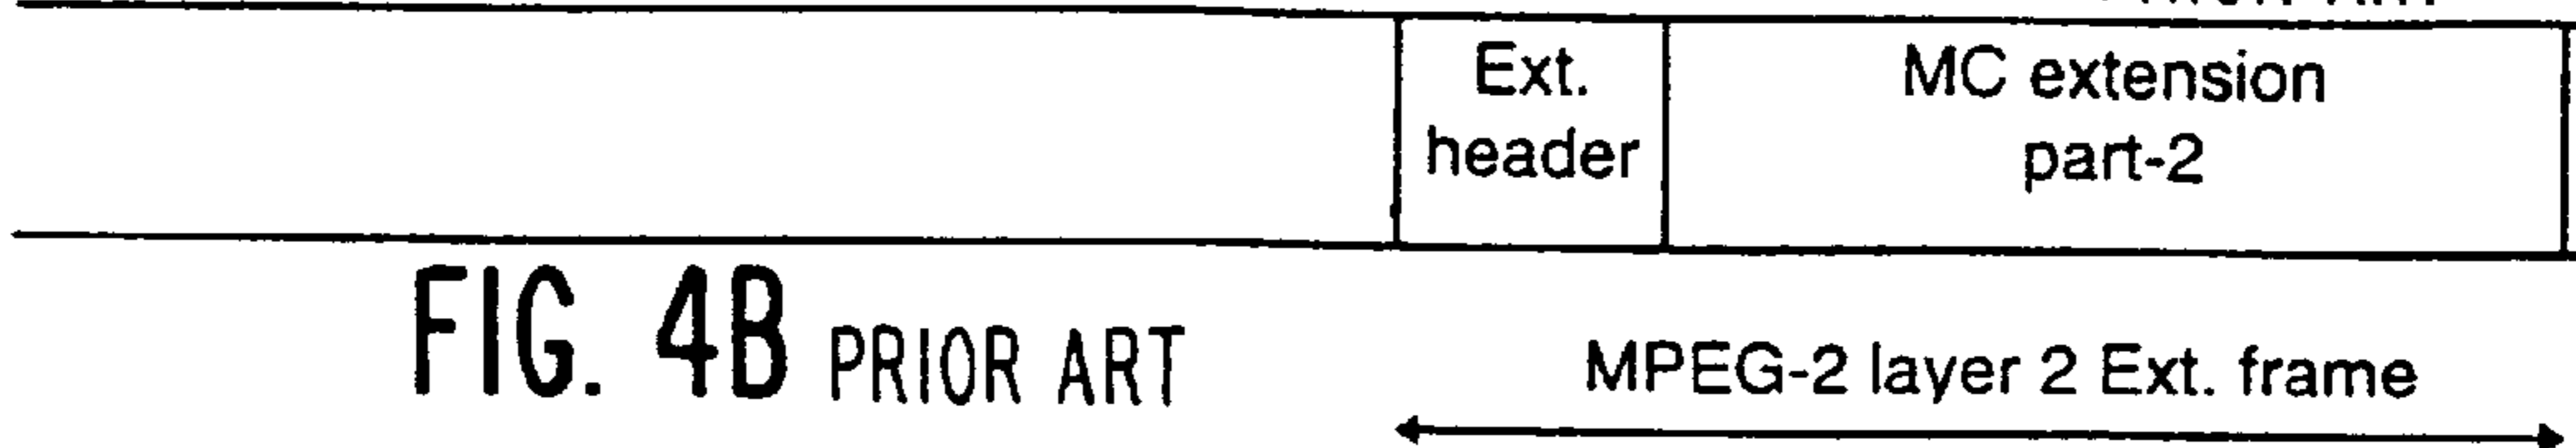 Ext.
header
MC extension
part-2
FIG. 4B PRIOR ART
MPEG-2 layer 2 Ext. frame